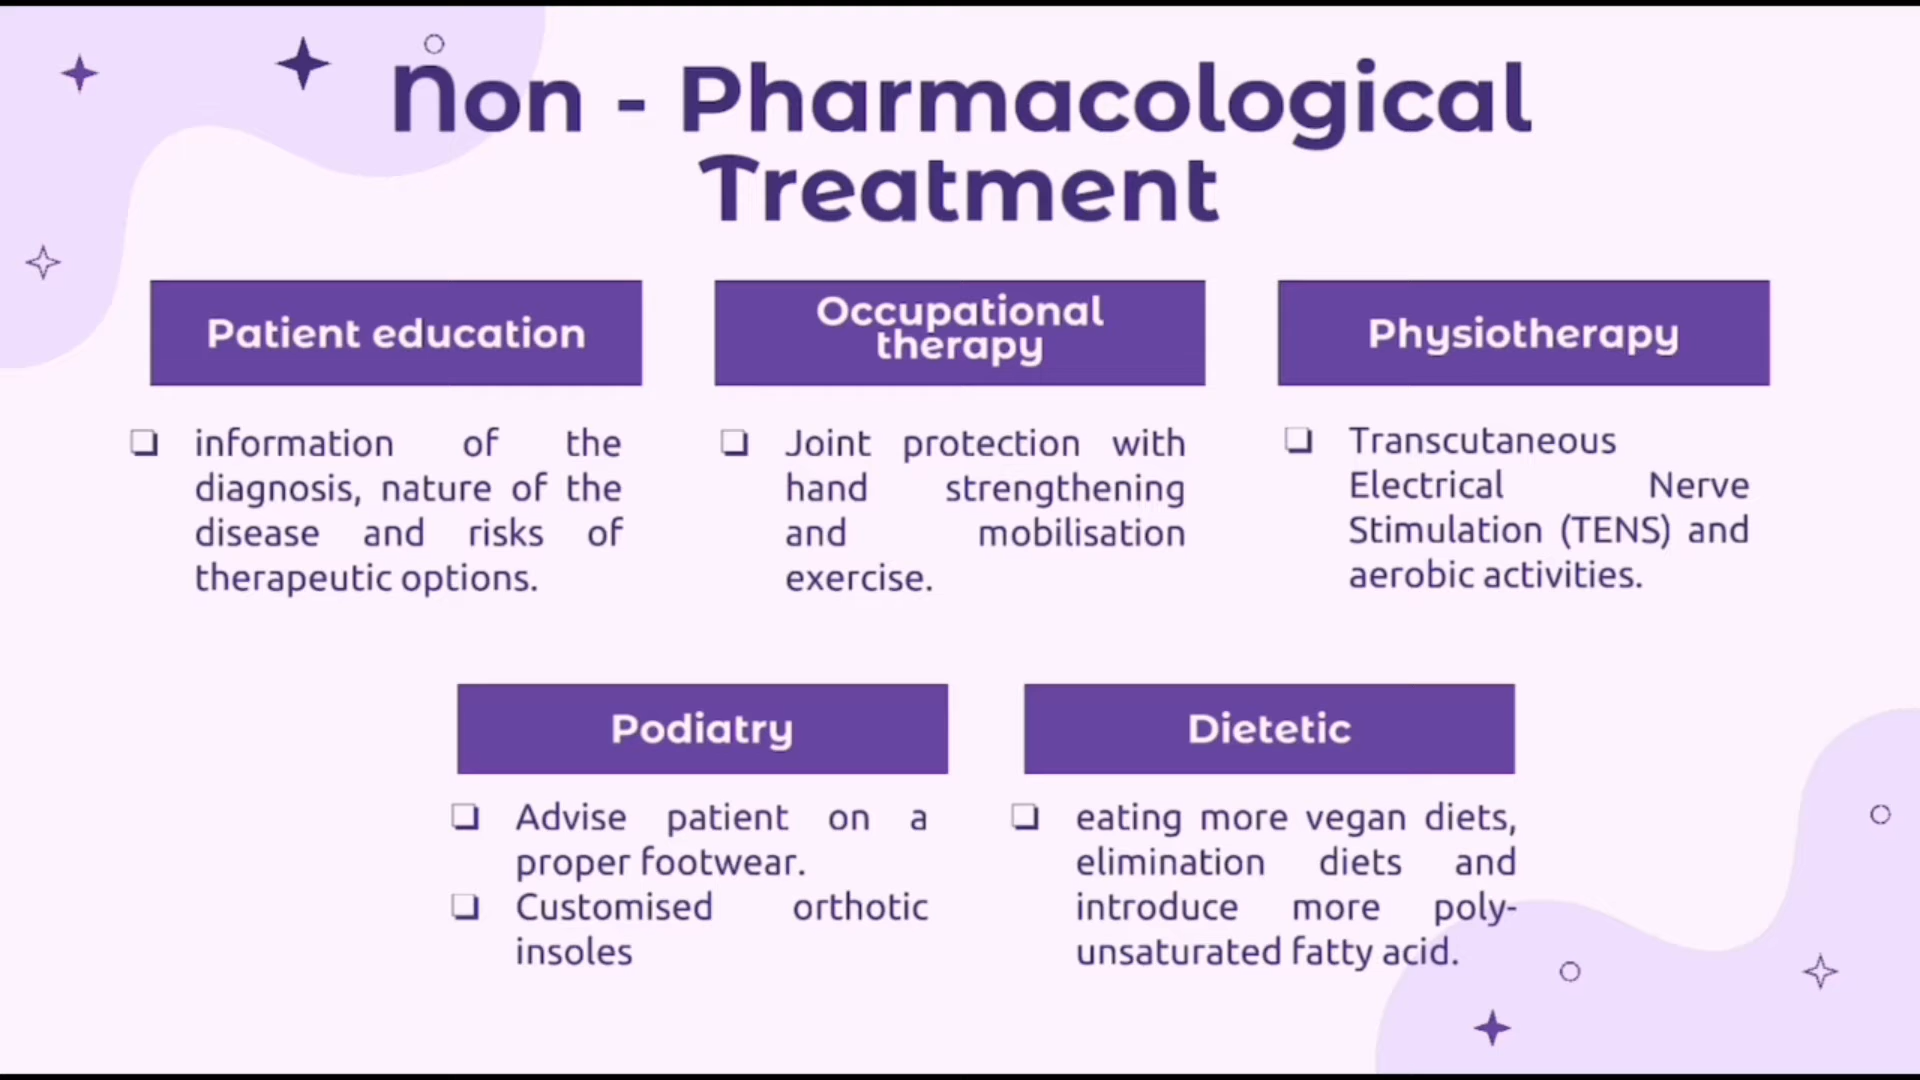 Non - Pharmacological
Treatment
Patient education
❏ information of the
diagnosis, nature of the
disease and risks of
therapeutic options.
Occupational
therapy
❏ Joint protection with
hand strengthening
and mobilisation
exercise.
Physiotherapy
❏ Transcutaneous
Electrical Nerve
Stimulation (TENS) and
aerobic activities.
Podiatry
❏ Advise patient on a
proper footwear.
❏ Customised orthotic
insoles
Dietetic
❏ eating more vegan diets,
elimination diets and
introduce more poly-
unsaturated fatty acid.